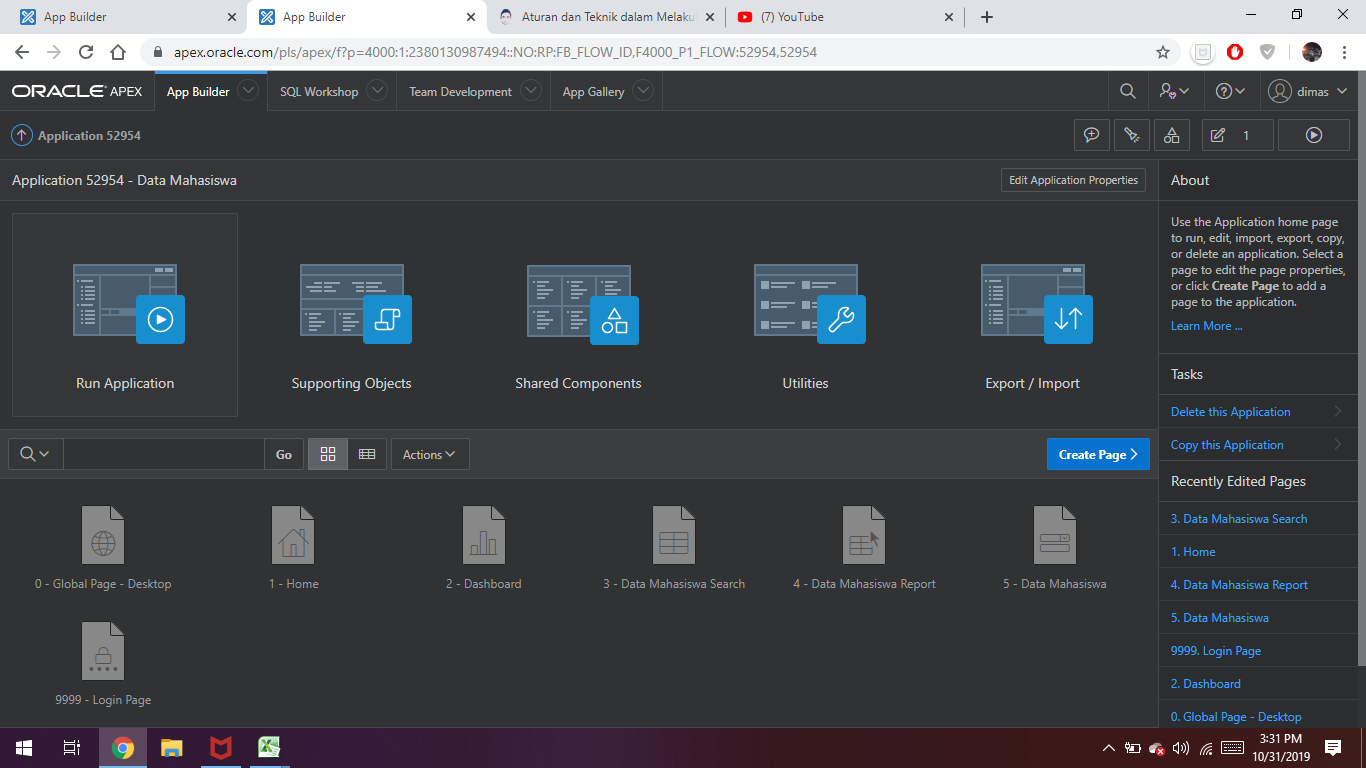 App Builder
App Builder
Aturan dan Teknik dalam Melaku
(7) YouTube
apex.oracle.com/pls/apex/f?p=4000:1:2380130987494::NO:RP:FB_FLOW_ID,F4000_P1_FLOW:52954,52954
ORACLE APEX
App Builder
SQL Workshop
Team Development
App Gallery
dimas
Application 52954
1
Application 52954 - Data Mahasiswa
Edit Application Properties
Run Application
Supporting Objects
Shared Components
Utilities
Export / Import
Go
Actions
Create Page
0 - Global Page - Desktop
1 - Home
2 - Dashboard
3 - Data Mahasiswa Search
4 - Data Mahasiswa Report
5 - Data Mahasiswa
9999 - Login Page
About
Use the Application home page
to run, edit, import, export, copy,
or delete an application. Select a
page to edit the page properties,
or click Create Page to add a
page to the application.
Learn More ...
Tasks
Delete this Application
Copy this Application
Recently Edited Pages
3. Data Mahasiswa Search
1. Home
4. Data Mahasiswa Report
5. Data Mahasiswa
9999. Login Page
2. Dashboard
0. Global Page - Desktop
3:31 PM
10/31/2019